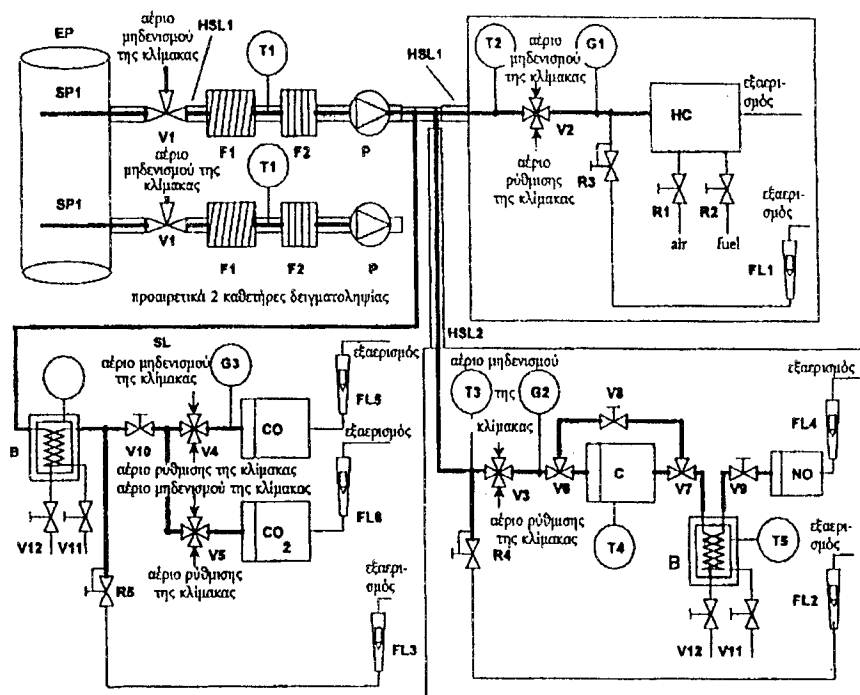 EP
αέριο
μηδενισμού
της κλίμακας
HSL1
T1
SP1
V1
F1
F2
P
αέριο
μηδενισμού της
κλίμακας
T1
SP1
V1
F1
F2
P
προαιρετικά 2 καθετήρες δειγματοληψίας
HSL1
T2
αέριο
μηδενισμού
της κλίμακας
G1
V2
αέριο
ρύθμισης
της κλίμακας
HC
εξαερι-
σμός
R3
R1
R2
air
fuel
εξαερι-
σμός
FL1
HSL2
SL
αέριο μηδενισμού
της κλίμακας
G3
εξαερισμός
FL5
CO
B
V10
V4
αέριο ρύθμισης της κλίμακας
αέριο μηδενισμού της κλίμακας
εξαερισμός
FL6
CO
2
V5
αέριο ρύθμισης
της κλίμακας
V12
V11
R5
εξαερι-
σμός
FL3
αέριο μηδενισμού
T3
της
G2
κλίμακας
V8
V3
V6
C
V7
V9
NO
εξαερισμός
FL4
αέριο ρύθμισης
της κλίμακας
R4
T4
B
T5
εξαερι-
σμός
FL2
V12
V11